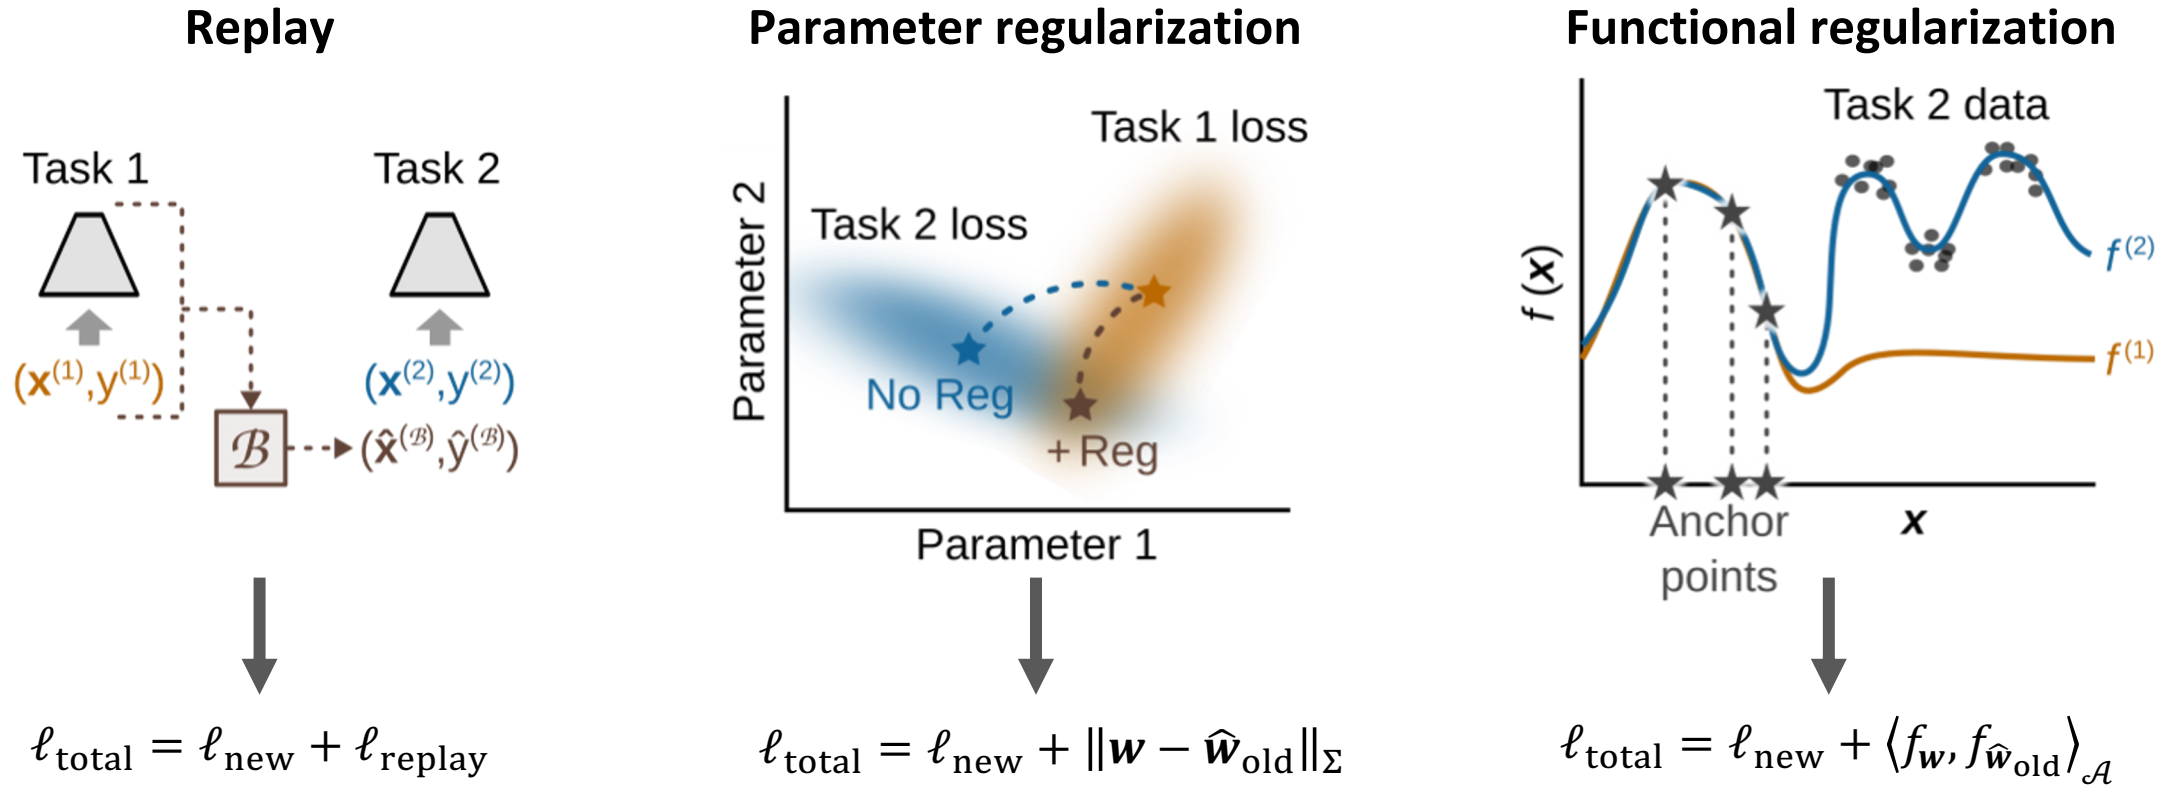 Replay
Task 1
Task 2
(𝐱⁽¹⁾,y⁽¹⁾)
(𝐱⁽²⁾,y⁽²⁾)
ℬ
(𝐱̂⁽ᴮ⁾,ŷ⁽ᴮ⁾)
ℓtotal = ℓnew + ℓreplay
Parameter regularization
Task 1 loss
Task 2 loss
No Reg
+ Reg
Parameter 2
Parameter 1
ℓtotal = ℓnew + ‖𝒘 − 𝒘̂old‖Σ
Functional regularization
Task 2 data
f (x)
f⁽²⁾
f⁽¹⁾
Anchor
points
x
ℓtotal = ℓnew + ⟨f𝒘, f𝒘̂old⟩𝒜